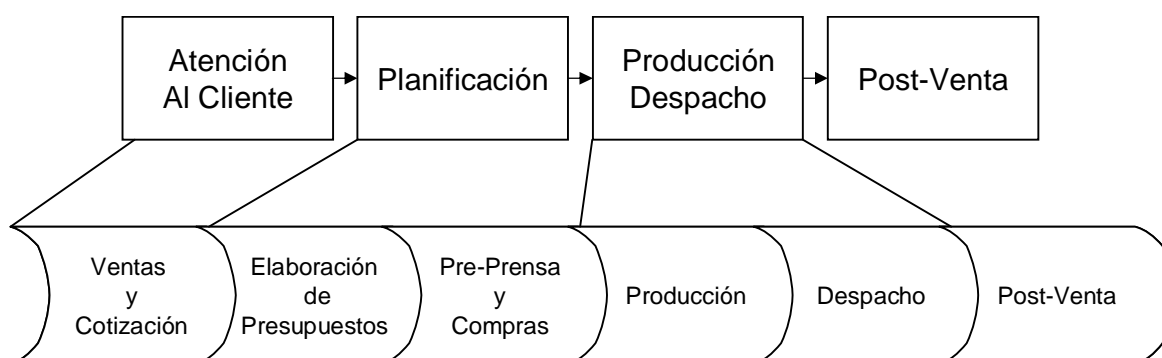 Atención
Al Cliente
Planificación
Producción
Despacho
Post-Venta
Ventas
y
Cotización
Elaboración
de
Presupuestos
Pre-Prensa
y
Compras
Producción
Despacho
Post-Venta